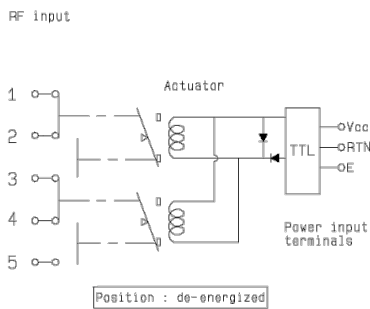 RF input
Actuator
1
2
3
4
5
TTL
Vcc
RTN
E
Power input
terminals
Position : de-energized